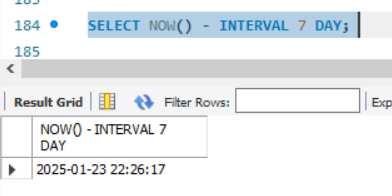 184 SELECT NOW() - INTERVAL 7 DAY;
185
Result Grid Filter Rows:
NOW() - INTERVAL 7
DAY
2025-01-23 22:26:17